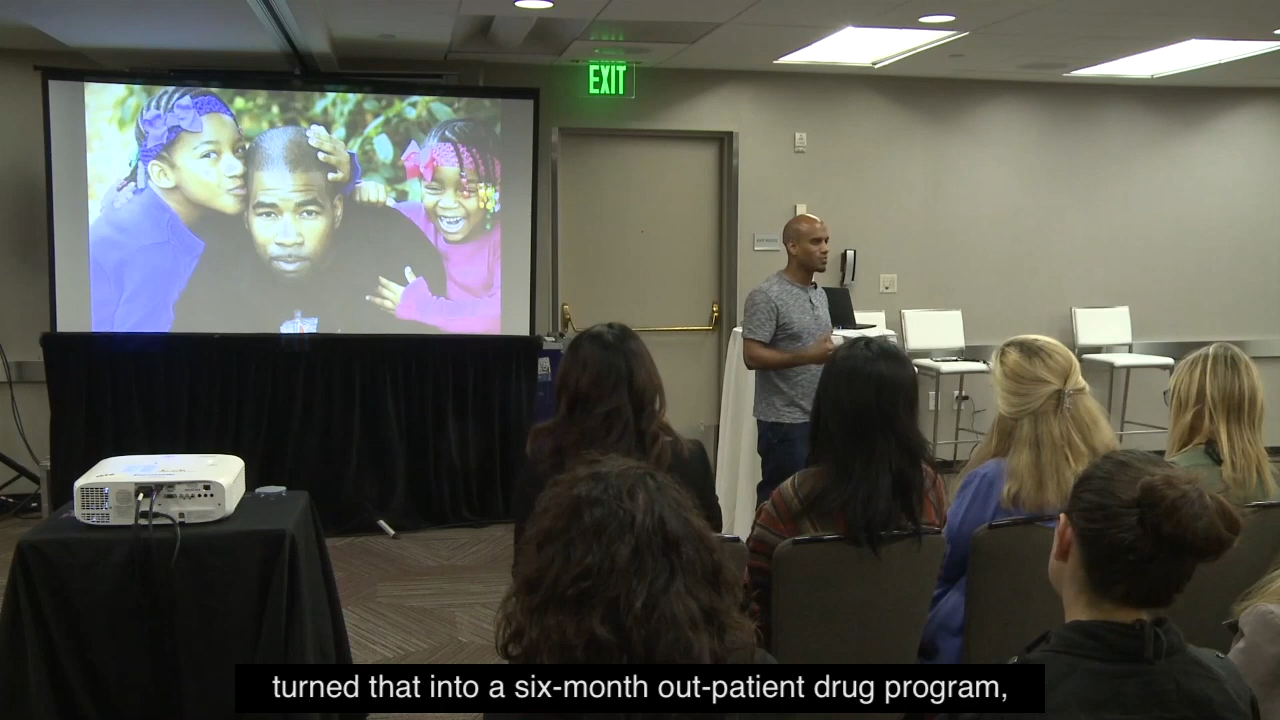 EXIT
turned that into a six-month out-patient drug program,